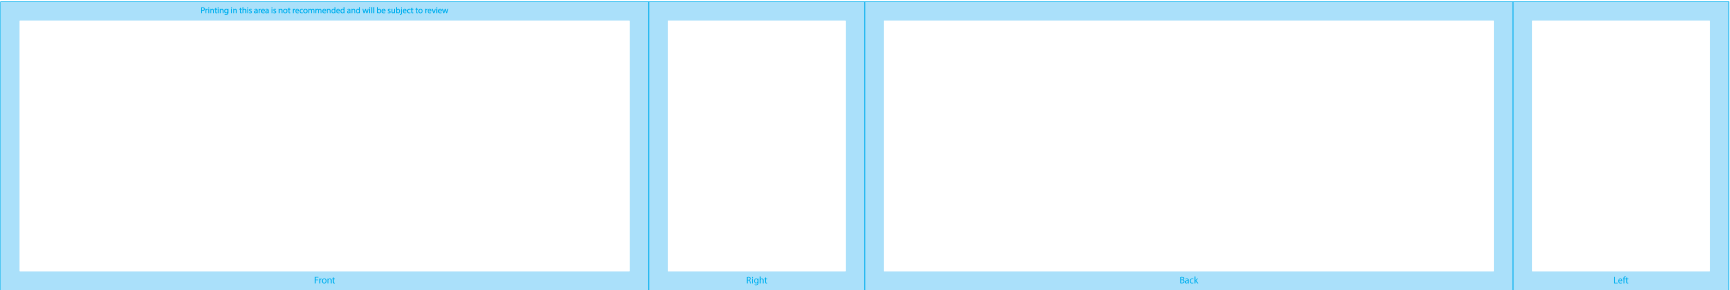 Printing in this area is not recommended and will be subject to review
Front
Right
Back
Left